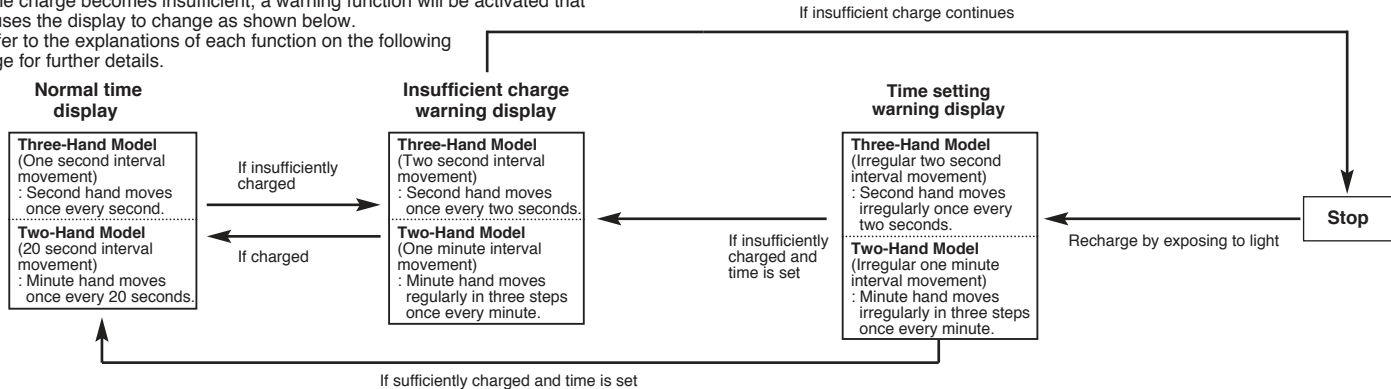 the charge becomes insufficient, a warning function will be activated that
uses the display to change as shown below.
fer to the explanations of each function on the following
ge for further details.
If insufficient charge continues
Normal time
display
Three-Hand Model
(One second interval
movement)
: Second hand moves
once every second.
Two-Hand Model
(20 second interval
movement)
: Minute hand moves
once every 20 seconds.
If insufficiently
charged
If charged
Insufficient charge
warning display
Three-Hand Model
(Two second interval
movement)
: Second hand moves
once every two seconds.
Two-Hand Model
(One minute interval
movement)
: Minute hand moves
regularly in three steps
once every minute.
If insufficiently
charged and
time is set
Time setting
warning display
Three-Hand Model
(Irregular two second
interval movement)
: Second hand moves
irregularly once every
two seconds.
Two-Hand Model
(Irregular one minute
interval movement)
: Minute hand moves
irregularly in three steps
once every minute.
Recharge by exposing to light
Stop
If sufficiently charged and time is set